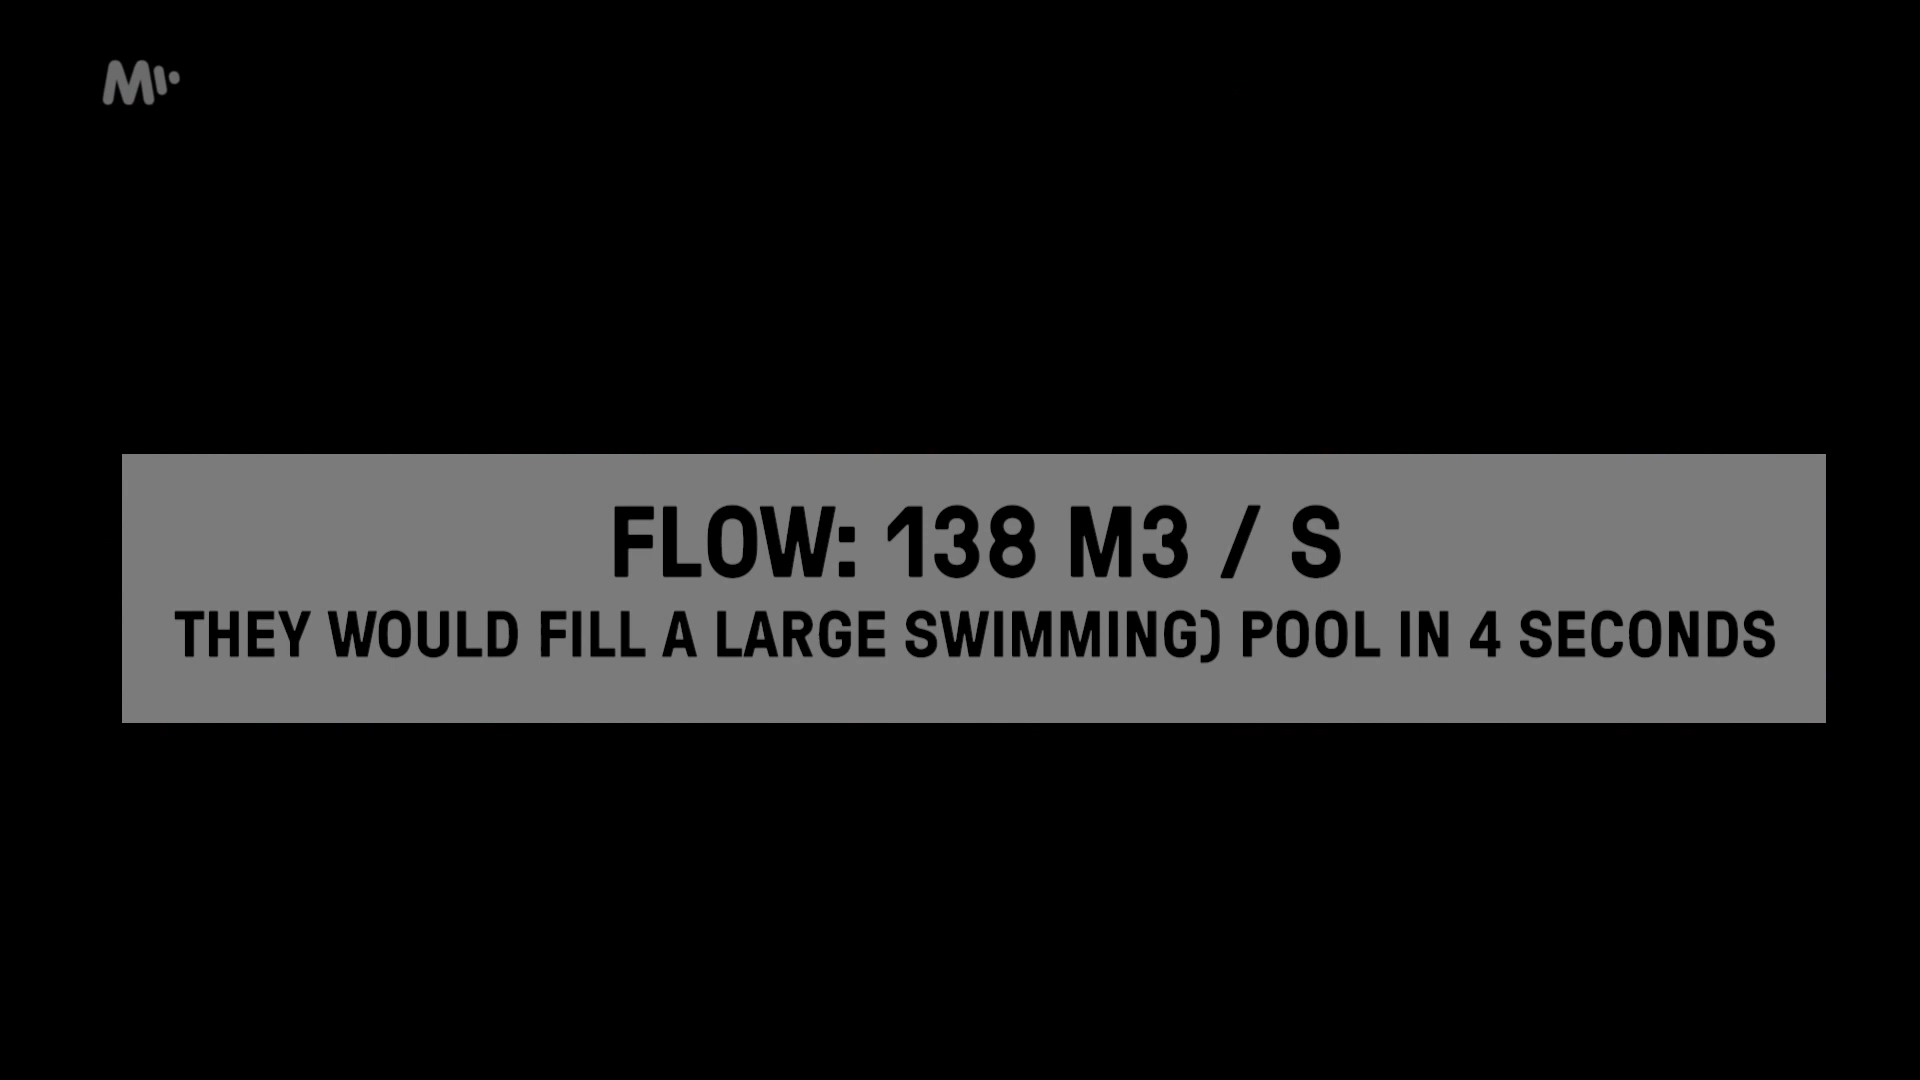 FLOW: 138 M3 / S
THEY WOULD FILL A LARGE SWIMMING) POOL IN 4 SECONDS